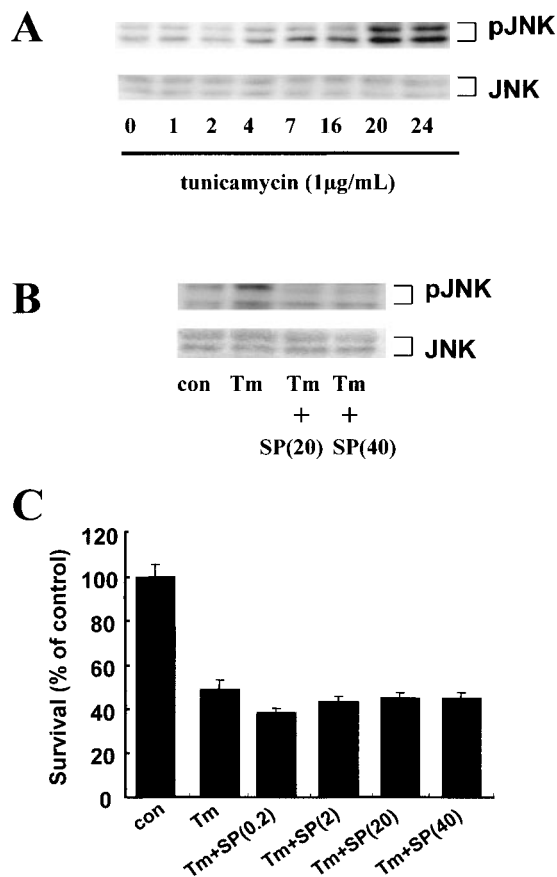 A
pJNK
JNK
0 1 2 4 7 16 20 24
tunicamycin (1μg/mL)
B
pJNK
JNK
con Tm Tm Tm
+ +
SP(20) SP(40)
C
Survival (% of control)
120
100
80
60
40
20
0
con Tm Tm+SP(0.2) Tm+SP(2) Tm+SP(20) Tm+SP(40)